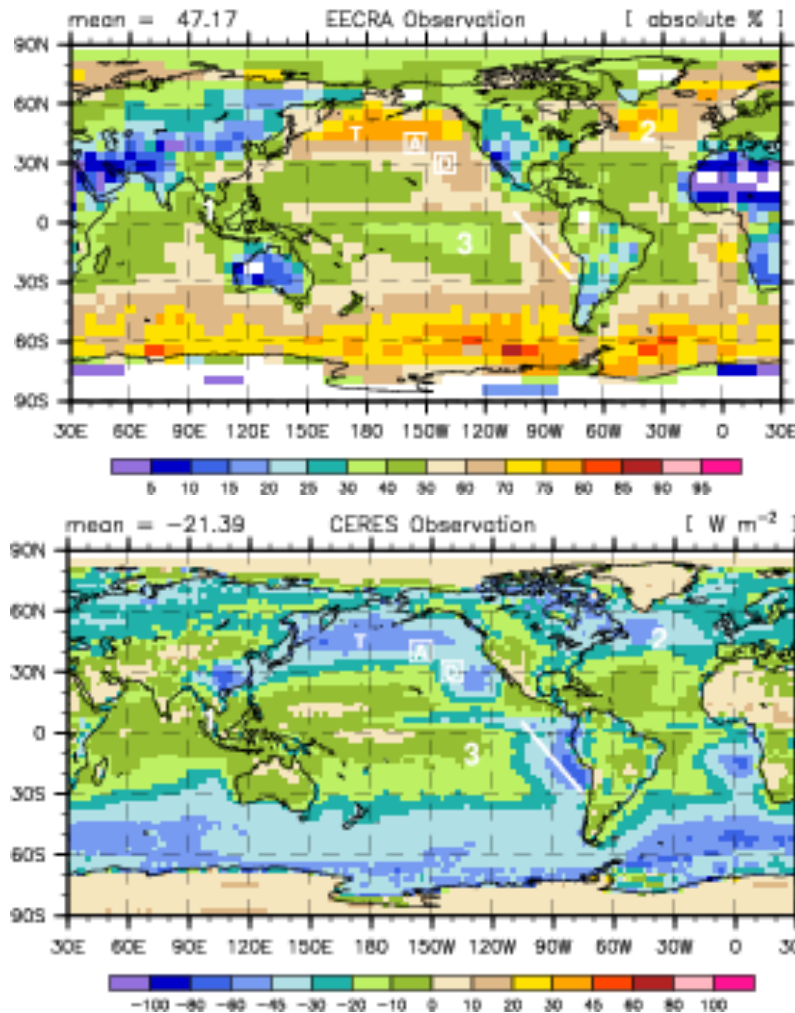 mean = 47.17 EECRA Observation [ absolute % ]
90N
60N
30N
0
30S
60S
90S
T
A
D
1
2
3
30E 60E 90E 120E 150E 180 150W 120W 90W 60W 30W 0 30E
5 10 15 20 25 30 40 50 60 70 75 80 85 90 95
mean = -21.39 CERES Observation [ W m⁻² ]
90N
60N
30N
0
30S
60S
90S
T
A
1
2
3
30E 60E 90E 120E 150E 180 150W 120W 90W 60W 30W 0 30E
-100 -80 -60 -45 -30 -20 -10 0 10 20 30 45 60 80 100